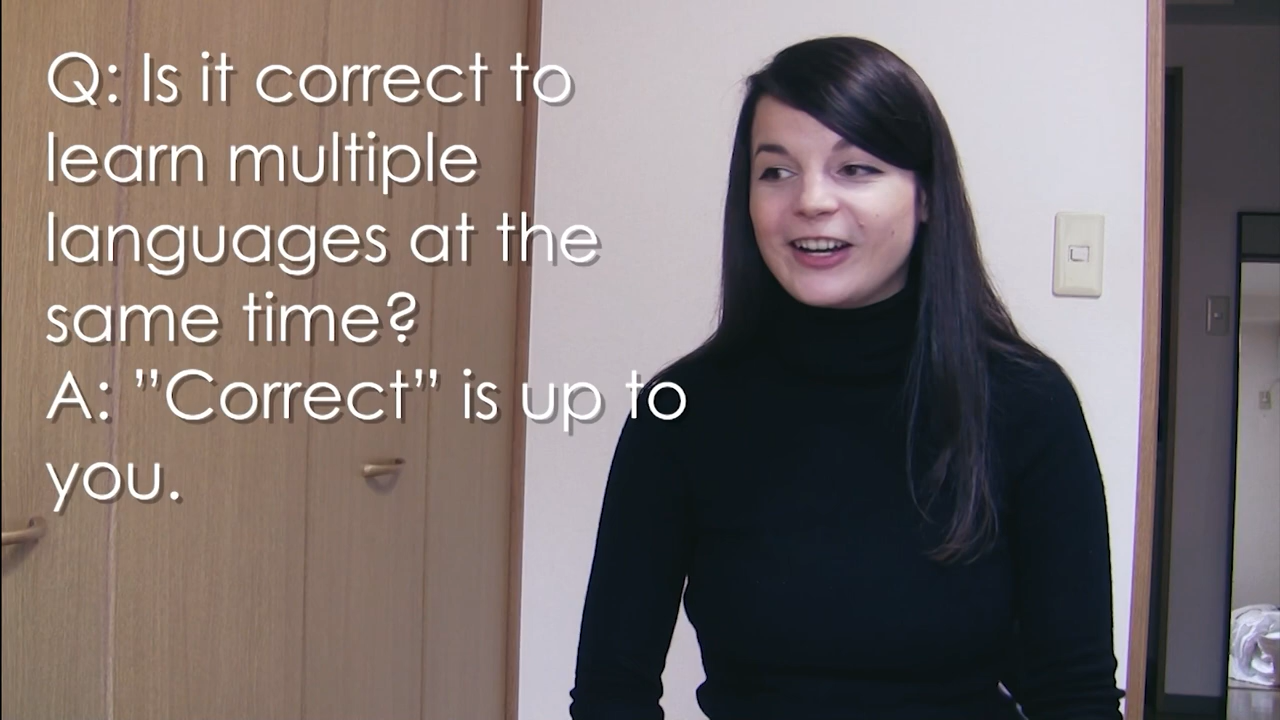 Q: Is it correct to
learn multiple
languages at the
same time?
A: ”Correct” is up to
you.